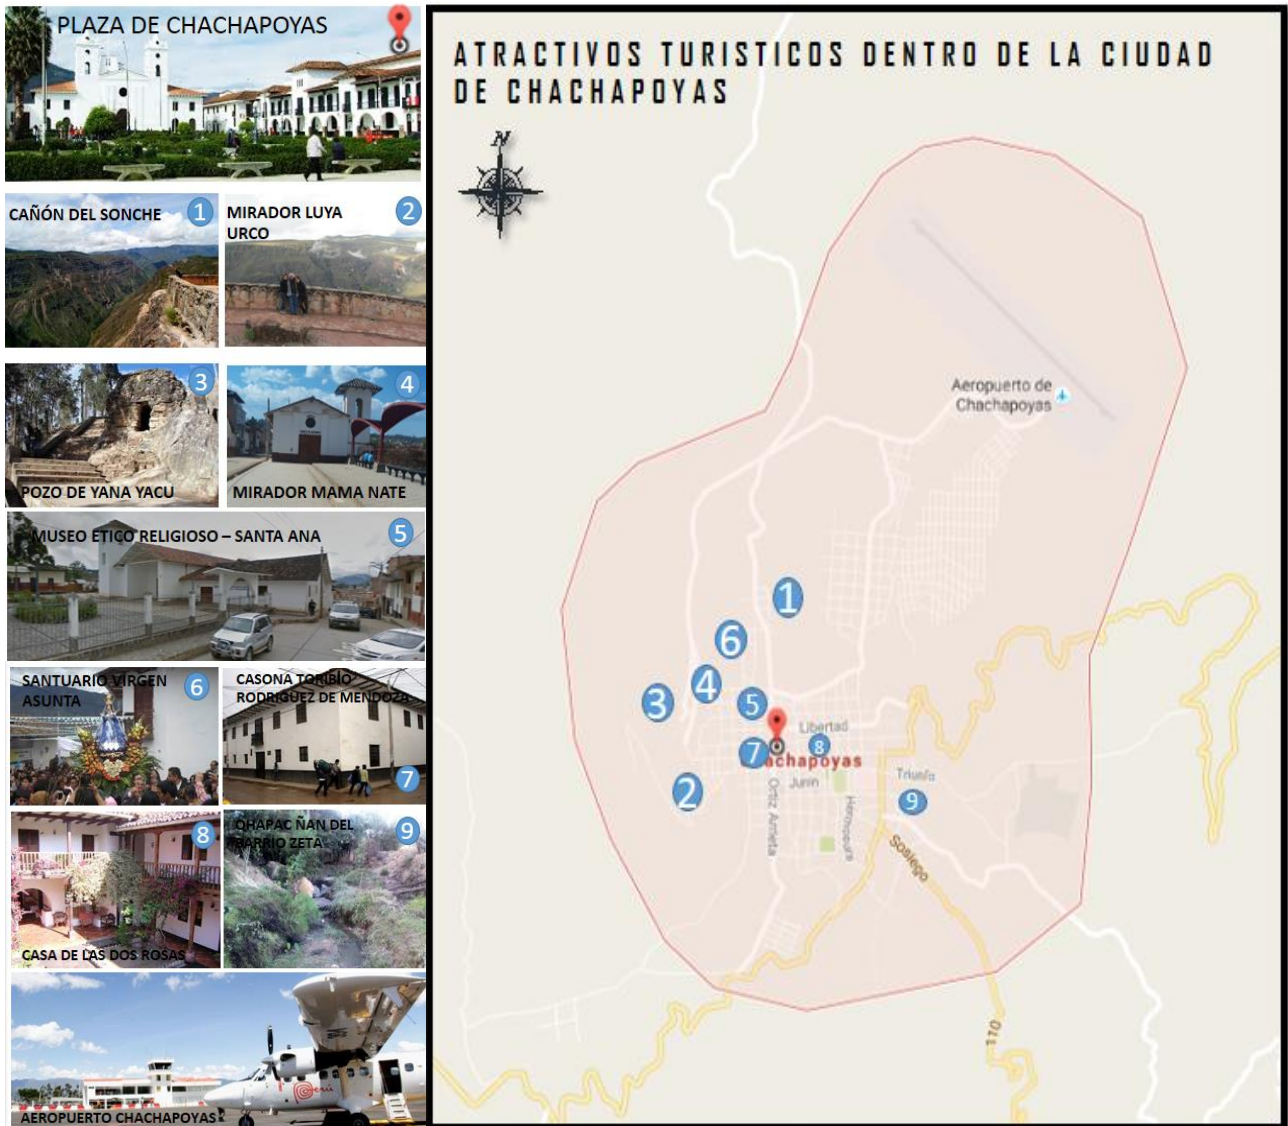 PLAZA DE CHACHAPOYAS
CAÑÓN DEL SONCHE
1
MIRADOR LUYA
URCO
2
3
POZO DE YANA YACU
4
MIRADOR MAMA NATE
MUSEO ETICO RELIGIOSO – SANTA ANA
5
SANTUARIO VIRGEN
ASUNTA
6
CASONA TORIBIO
RODRIGUEZ DE MENDOZA
7
8
CASA DE LAS DOS ROSAS
QHAPAC ÑAN DEL
BARRIO ZETA
9
Perú
AEROPUERTO CHACHAPOYAS
ATRACTIVOS TURISTICOS DENTRO DE LA CIUDAD
DE CHACHAPOYAS
N
Aeropuerto de
Chachapoyas
1
6
4
3
5
Libertad
7
8
achapoyas
Triunfo
Junin
2
9
Ortiz Arrieta
Hermosura
Soalego
110